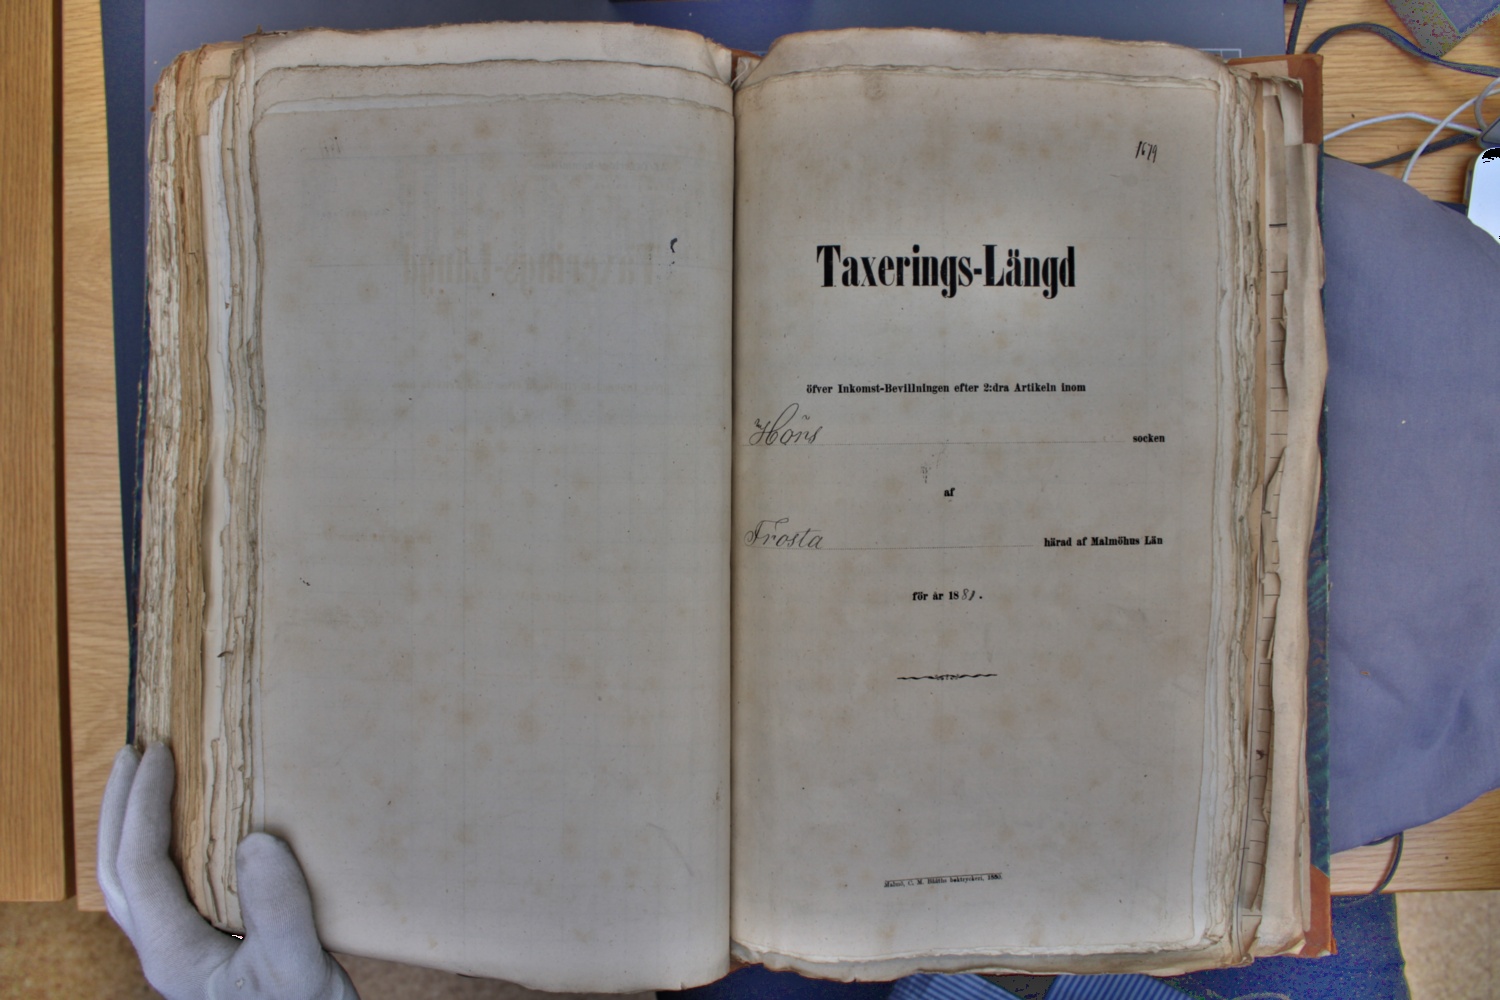 1679
Taxerings-Längd
öfver Inkomst-Bevillningen efter 2:dra Artikeln inom
Hörs socken
af
Frosta härad af Malmöhus Län
för år 1881.
Malmö, C. M. boktryckeri, 1880.